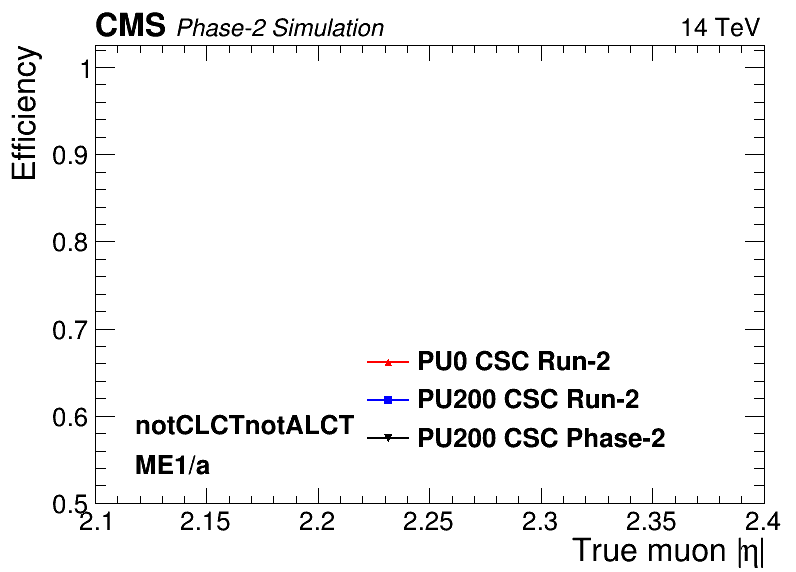 CMS Phase-2 Simulation 14 TeV
Efficiency
1
0.9
0.8
0.7
0.6
0.5
PU0 CSC Run-2
PU200 CSC Run-2
PU200 CSC Phase-2
notCLCTnotALCT
ME1/a
2.1 2.15 2.2 2.25 2.3 2.35 2.4
True muon |η|